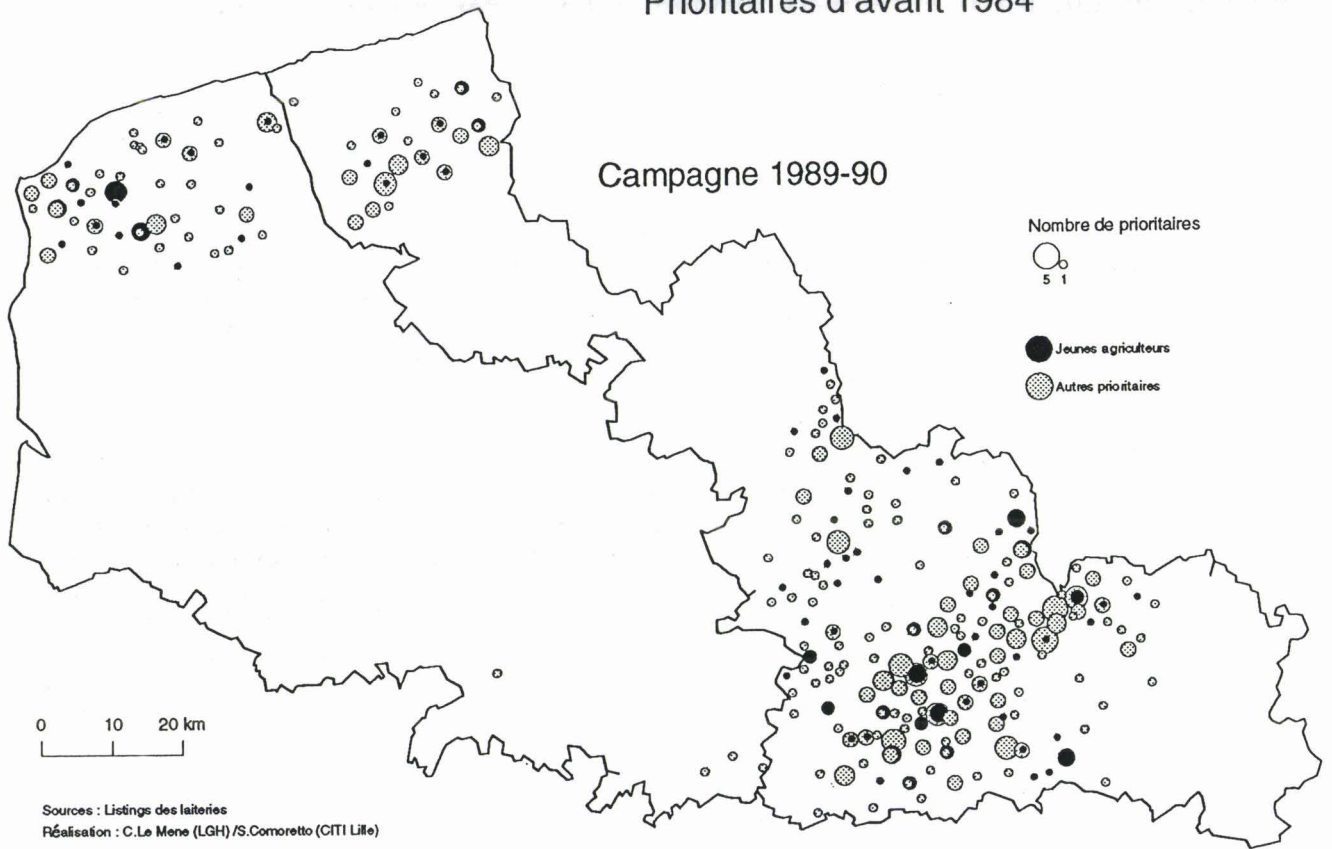 Prioritaires d'avant 1984
Campagne 1989-90
Nombre de prioritaires
5 1
Jeunes agriculteurs
Autres prioritaires
0 10 20 km
Sources : Listings des laiteries
Réalisation : C.Le Mene (LGH) /S.Comoretto (CITI Lille)